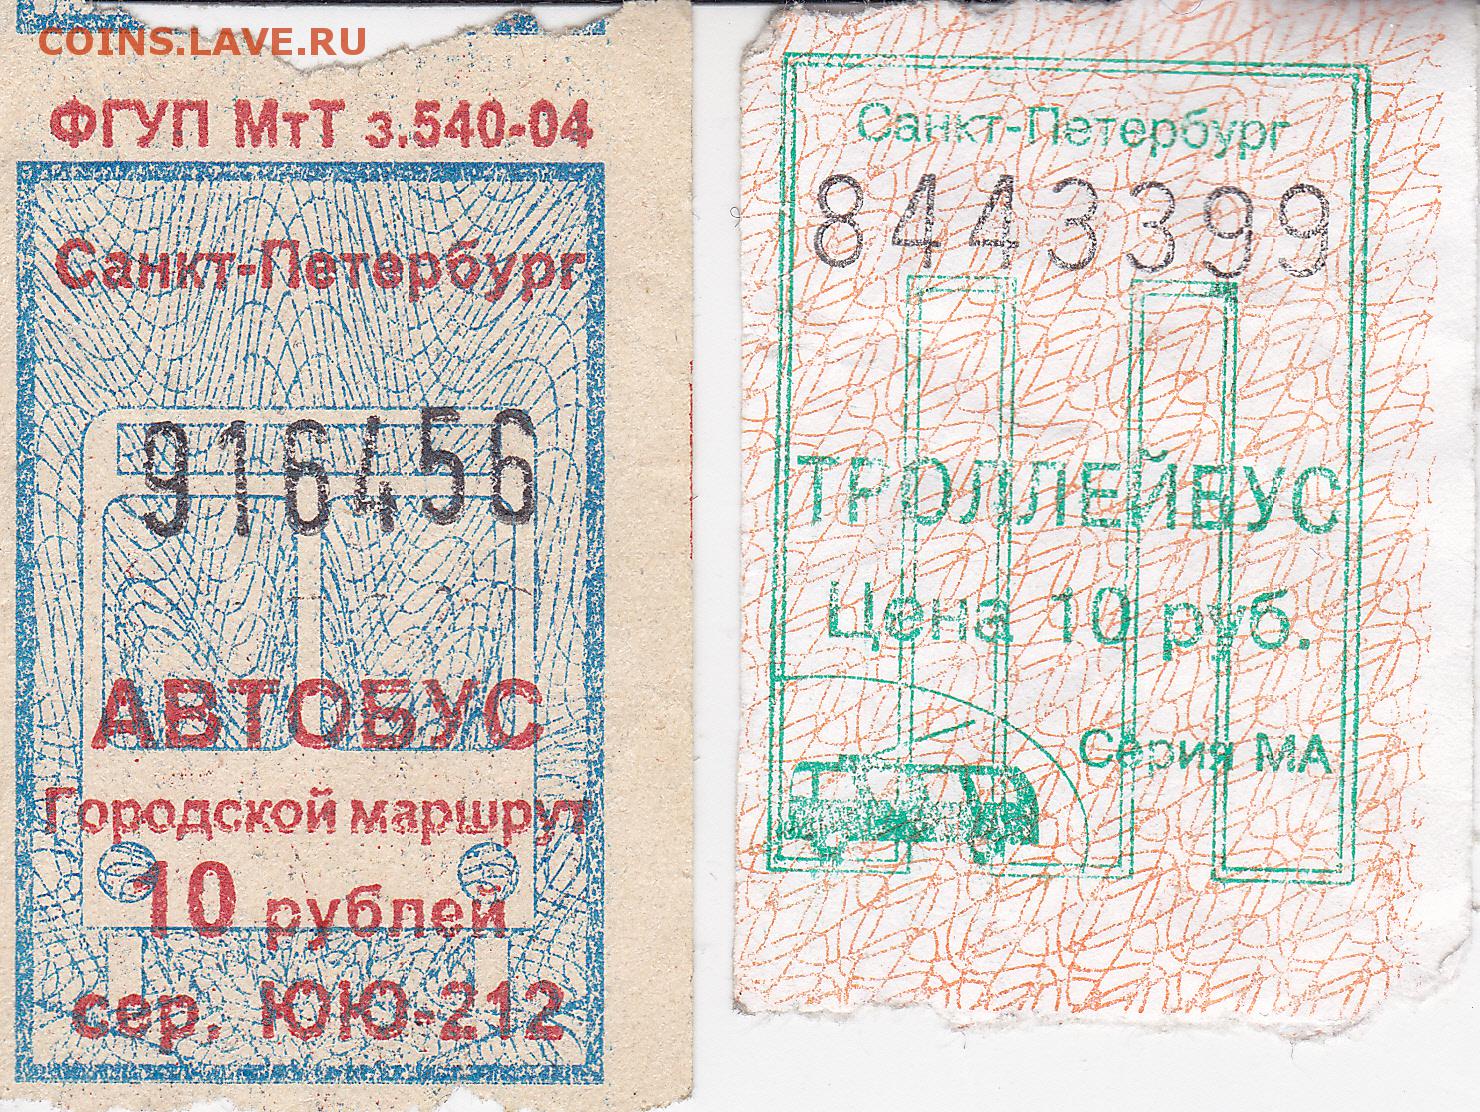 COINS.LAVE.RU
ФГУП МтТ з.540-04
Санкт-Петербург
916456
АВТОБУС
Городской маршрут
10 рублей
сер. ЮЮ-212
Санкт-Петербург
8443399
ТРОЛЛЕЙБУС
Цена 10 руб.
Серия МА